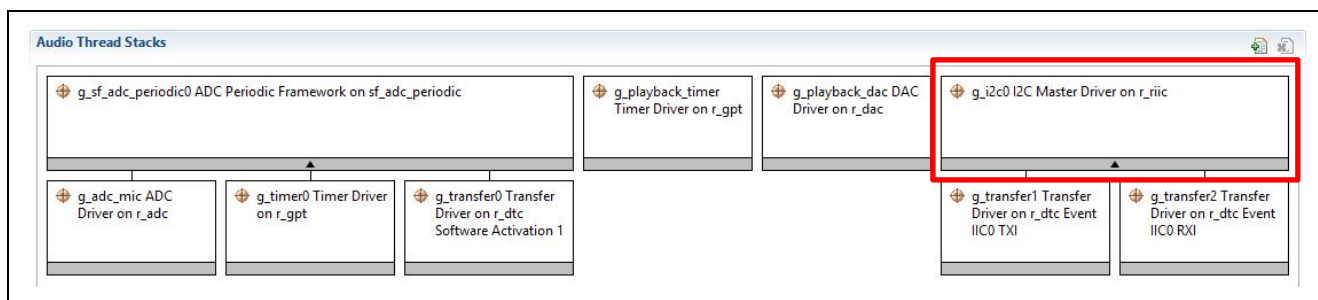 Audio Thread Stacks
g_sf_adc_periodic0 ADC Periodic Framework on sf_adc_periodic
g_playback_timer
Timer Driver on r_gpt
g_playback_dac DAC
Driver on r_dac
g_i2c0 I2C Master Driver on r_riic
g_adc_mic ADC
Driver on r_adc
g_timer0 Timer Driver
on r_gpt
g_transfer0 Transfer
Driver on r_dtc
Software Activation 1
g_transfer1 Transfer
Driver on r_dtc Event
IIC0 TXI
g_transfer2 Transfer
Driver on r_dtc Event
IIC0 RXI